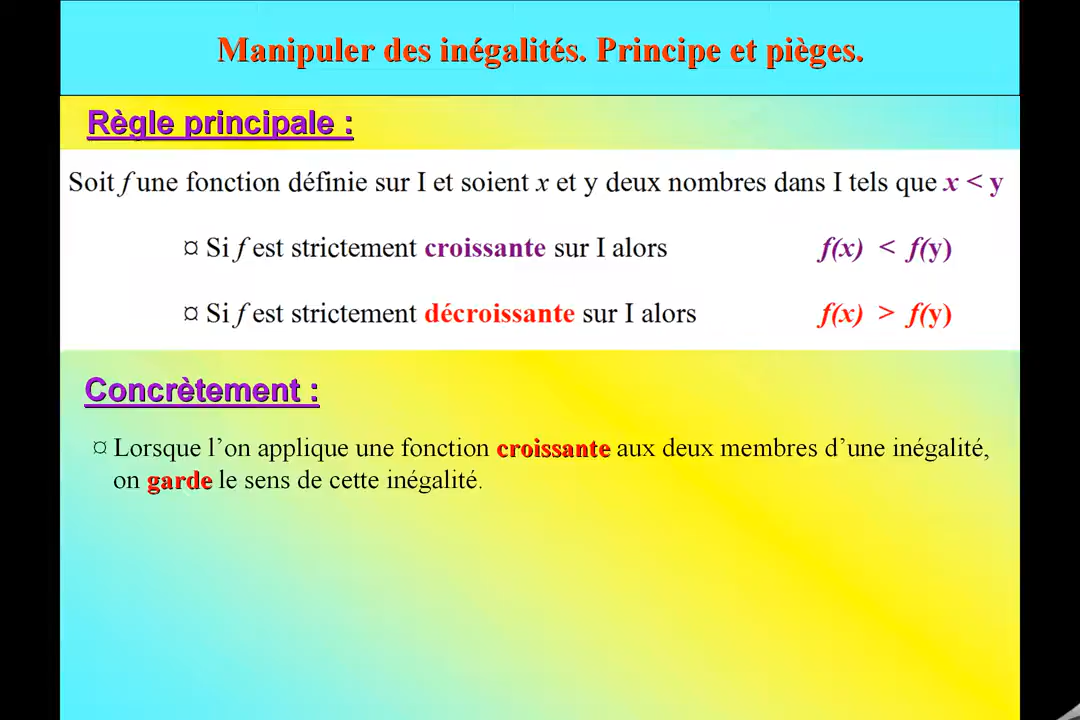 Manipuler des inégalités. Principe et pièges.
Règle principale :
Soit f une fonction définie sur I et soient x et y deux nombres dans I tels que x < y
¤ Si f est strictement croissante sur I alors f(x) < f(y)
¤ Si f est strictement décroissante sur I alors f(x) > f(y)
Concrètement :
¤ Lorsque l’on applique une fonction croissante aux deux membres d’une inégalité,
on garde le sens de cette inégalité.